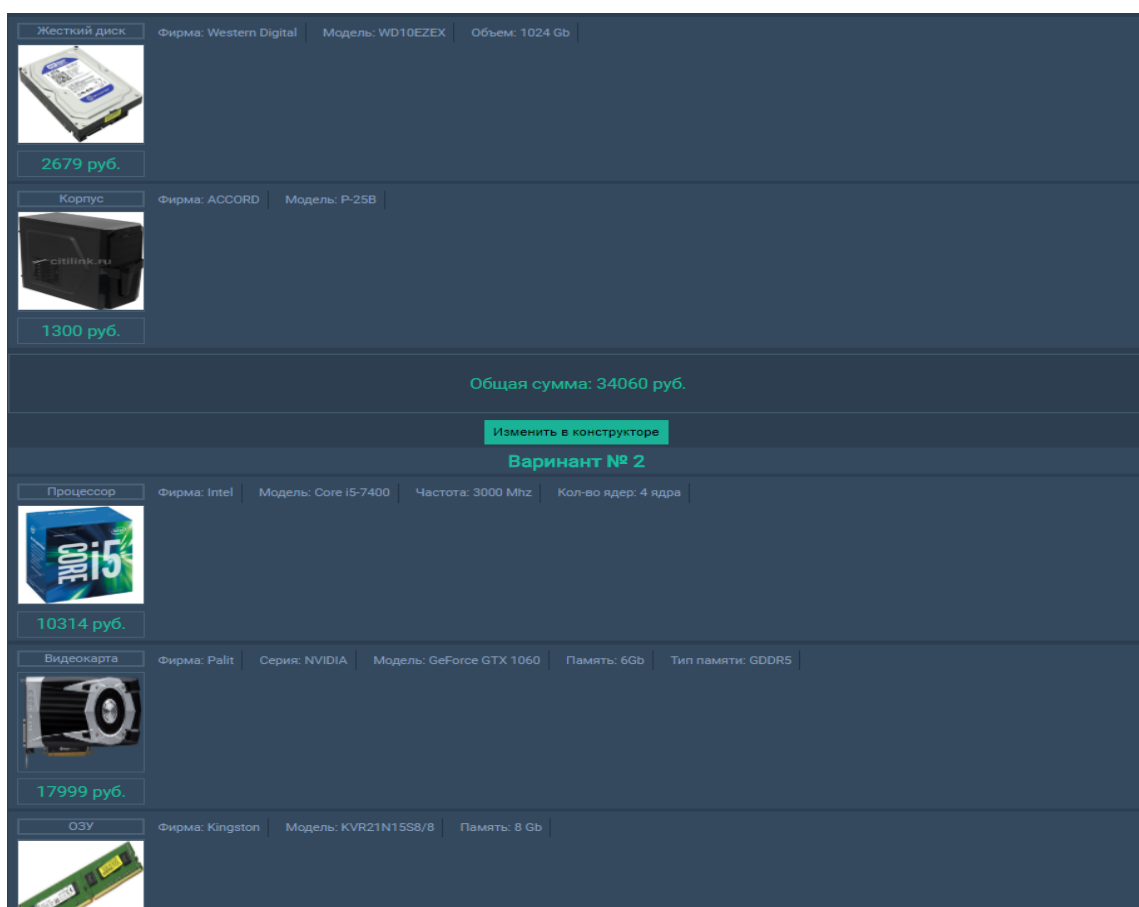 Жесткий диск
Фирма: Western Digital Модель: WD10EZEX Объем: 1024 Gb
2679 руб.
Корпус
Фирма: ACCORD Модель: P-25B
citilink.ru
1300 руб.
Общая сумма: 34060 руб.
Изменить в конструкторе
Варинант № 2
Процессор
Фирма: Intel Модель: Core i5-7400 Частота: 3000 Mhz Кол-во ядер: 4 ядра
CORE i5
10314 руб.
Видеокарта
Фирма: Palit Серия: NVIDIA Модель: GeForce GTX 1060 Память: 6Gb Тип памяти: GDDR5
17999 руб.
ОЗУ
Фирма: Kingston Модель: KVR21N15S8/8 Память: 8 Gb